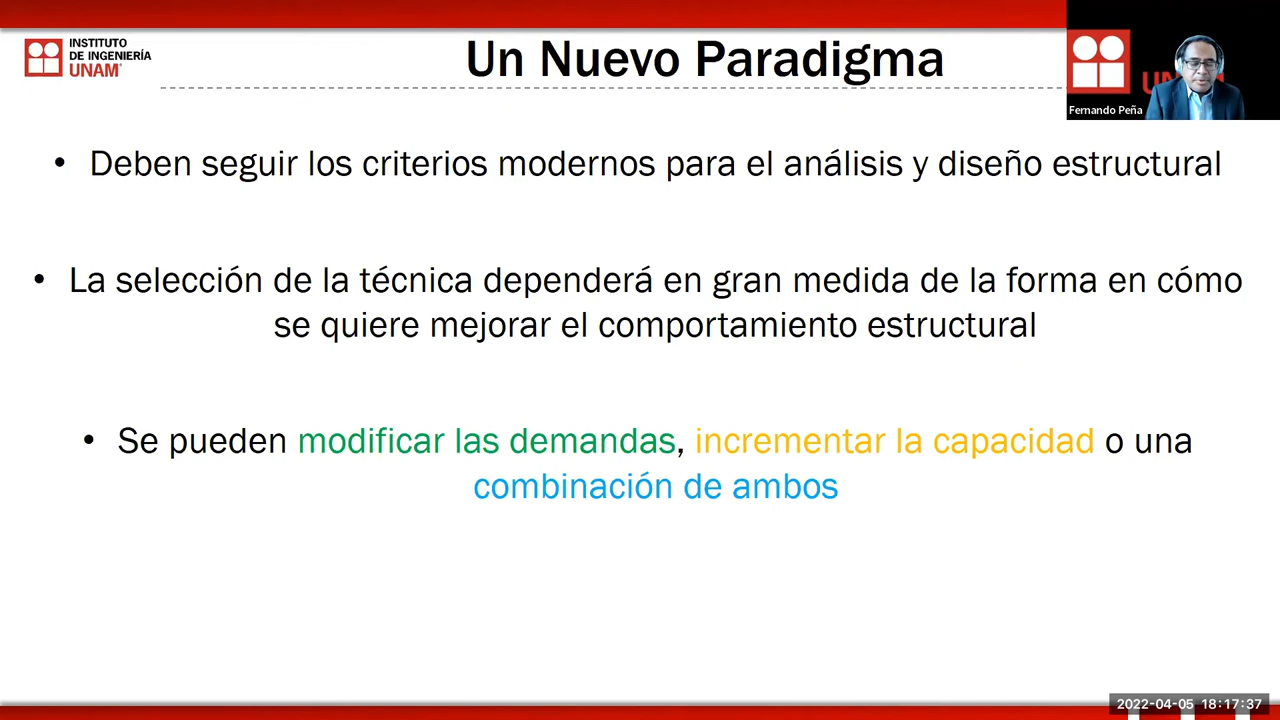 INSTITUTO
DE INGENIERÍA
UNAM
Un Nuevo Paradigma
Fernando Peña
• Deben seguir los criterios modernos para el análisis y diseño estructural
• La selección de la técnica dependerá en gran medida de la forma en cómo
se quiere mejorar el comportamiento estructural
• Se pueden modificar las demandas, incrementar la capacidad o una
combinación de ambos
2022-04-05 18:17:37